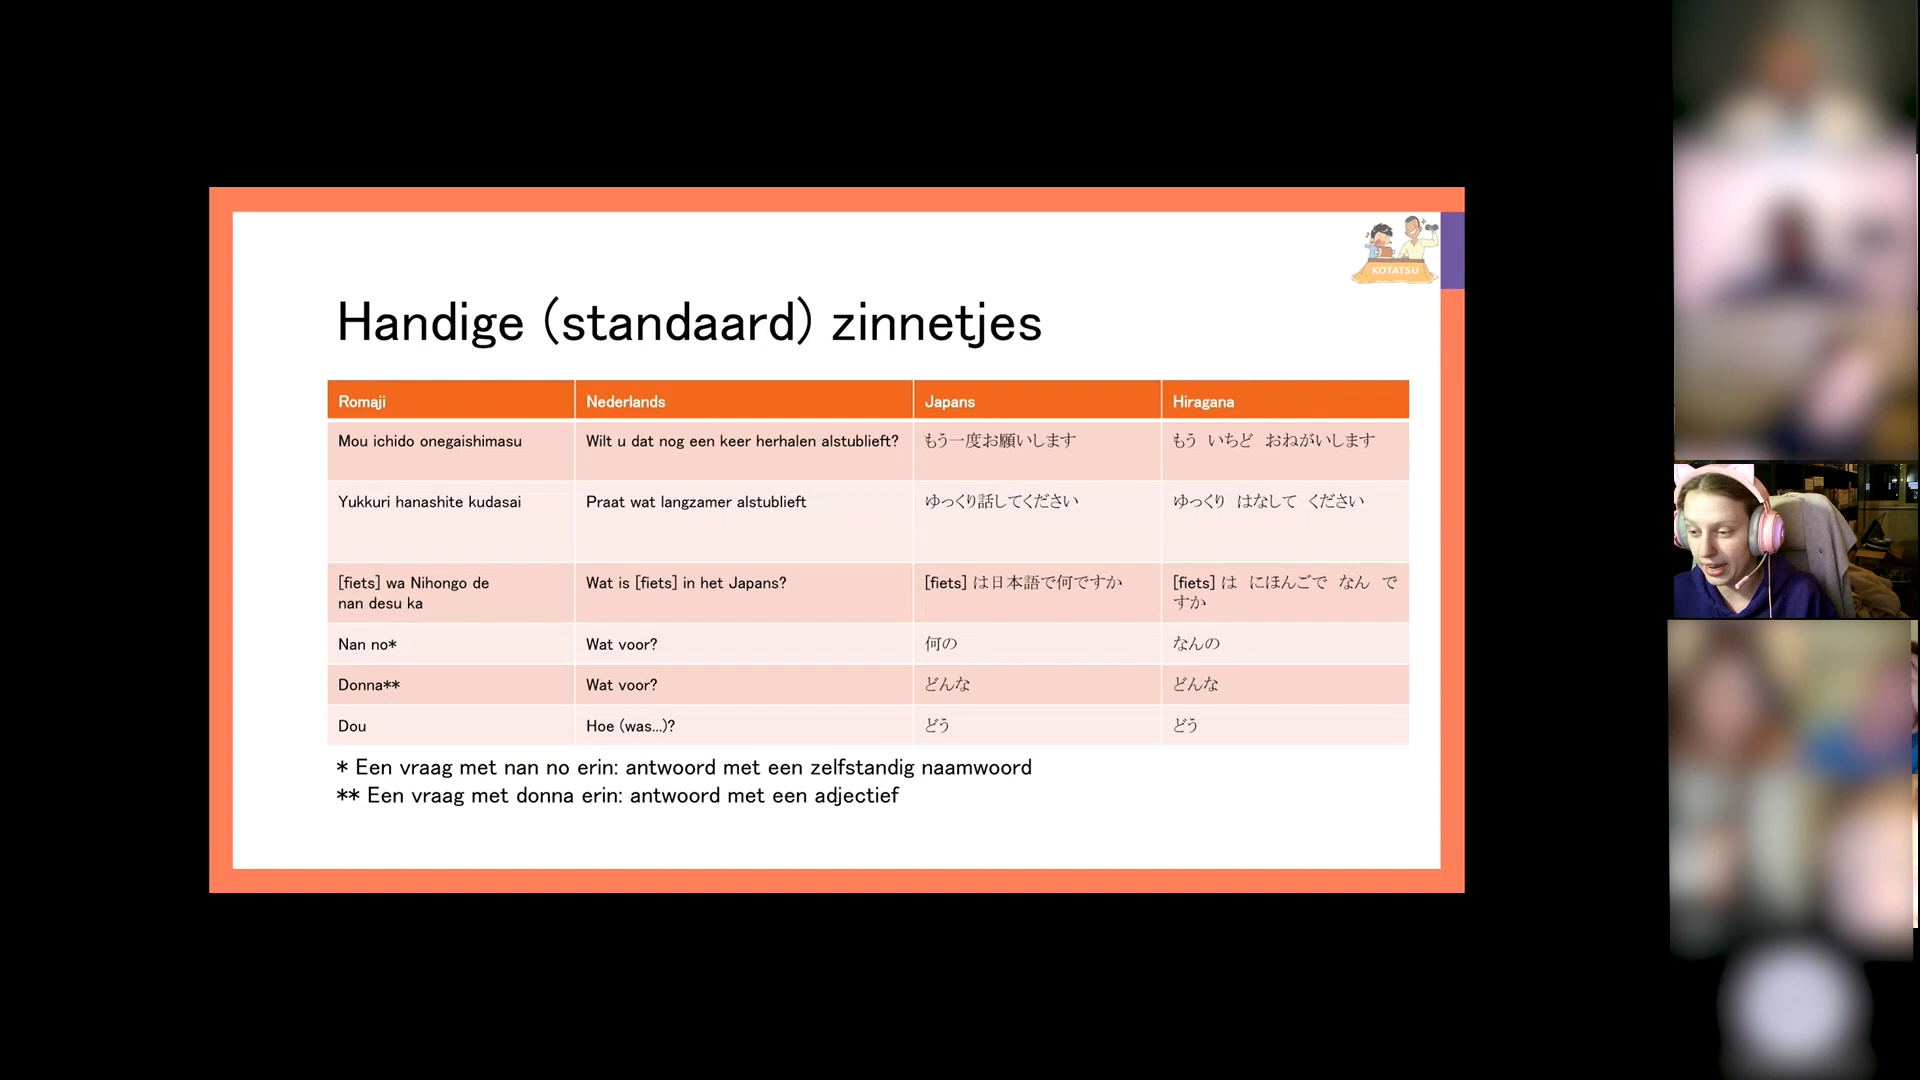 KOTATSU
Handige (standaard) zinnetjes
Romaji Nederlands Japans Hiragana
Mou ichido onegaishimasu Wilt u dat nog een keer herhalen alstublieft? もう一度お願いします もう いちど おねがいします
Yukkuri hanashite kudasai Praat wat langzamer alstublieft ゆっくり話してください ゆっくり はなして ください
[fiets] wa Nihongo de Wat is [fiets] in het Japans? [fiets] は日本語で何ですか [fiets] は にほんごで なん で
nan desu ka すか
Nan no* Wat voor? 何の なんの
Donna** Wat voor? どんな どんな
Dou Hoe (was...)? どう どう
* Een vraag met nan no erin: antwoord met een zelfstandig naamwoord
** Een vraag met donna erin: antwoord met een adjectief